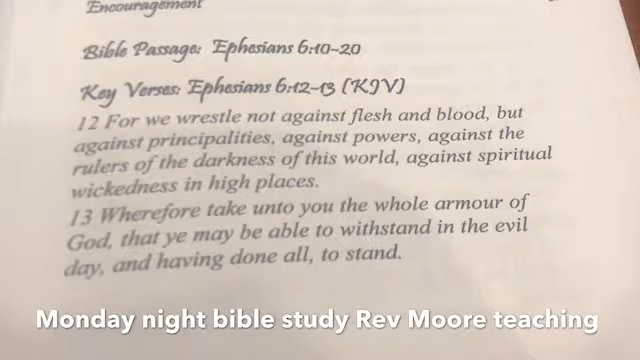 Encouragement
Bible Passage: Ephesians 6:10-20
Key Verses: Ephesians 6:12-13 (KJV)
12 For we wrestle not against flesh and blood, but
against principalities, against powers, against the
rulers of the darkness of this world, against spiritual
wickedness in high places.
13 Wherefore take unto you the whole armour of
God, that ye may be able to withstand in the evil
day, and having done all, to stand.
Monday night bible study Rev Moore teaching